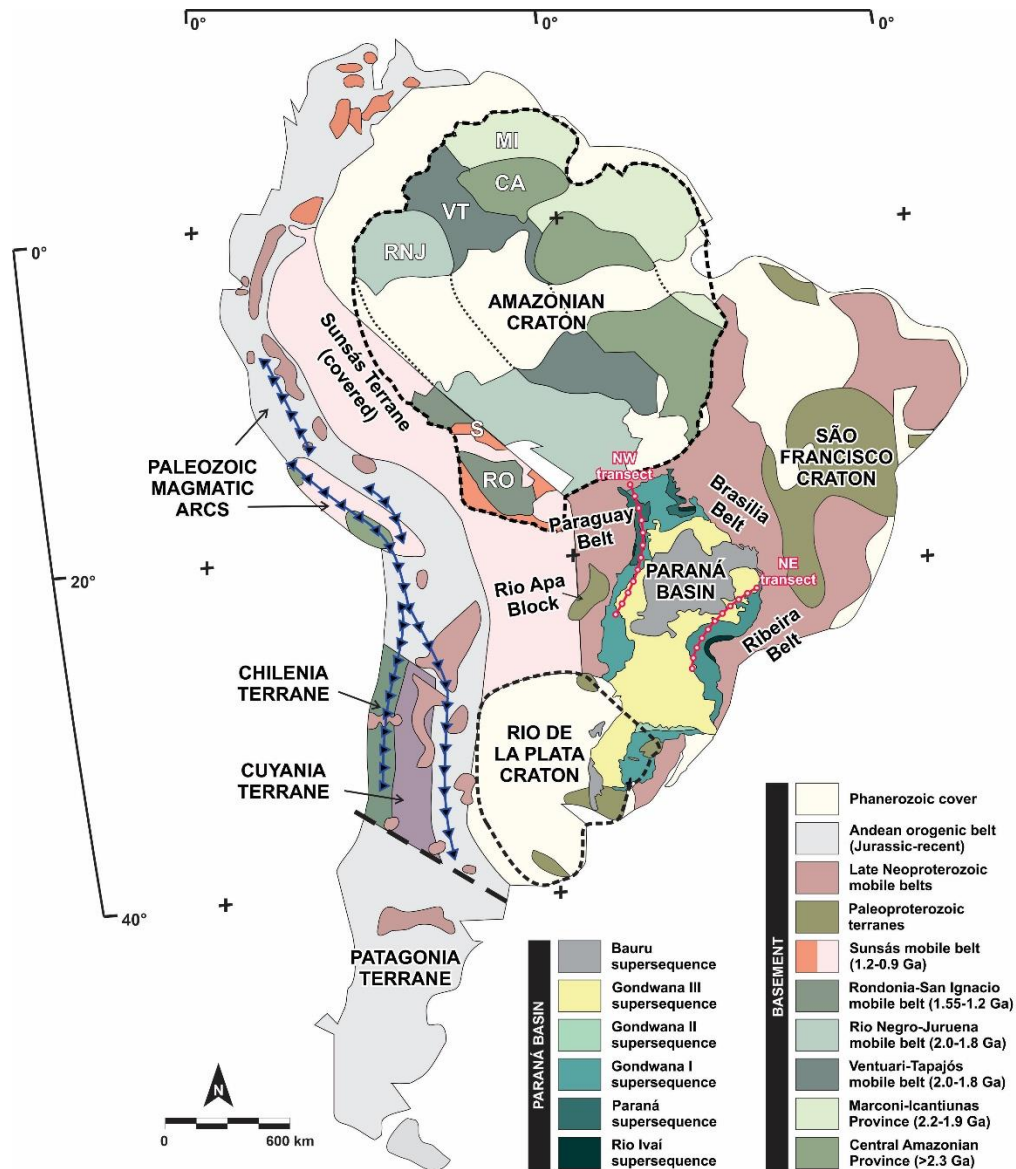 0°
0°
0°
MI
CA
VT
RNJ
0°
AMAZONIAN
CRATON
Sunsás Terrane
(covered)
SÃO
FRANCISCO
CRATON
S
NW
transect
RO
PALEOZOIC
MAGMATIC
ARCS
Brasilia
Belt
Paraguay
Belt
NE
transect
PARANÁ
BASIN
20°
Rio Apa
Block
Ribeira
Belt
CHILENIA
TERRANE
RIO DE
LA PLATA
CRATON
CUYANIA
TERRANE
40°
PATAGONIA
TERRANE
N
0
600 km
PARANÁ BASIN
Bauru
supersequence
Gondwana III
supersequence
Gondwana II
supersequence
Gondwana I
supersequence
Paraná
supersequence
Rio Ivaí
supersequence
BASEMENT
Phanerozoic cover
Andean orogenic belt
(Jurassic-recent)
Late Neoproterozoic
mobile belts
Paleoproterozoic
terranes
Sunsás mobile belt
(1.2-0.9 Ga)
Rondonia-San Ignacio
mobile belt (1.55-1.2 Ga)
Rio Negro-Juruena
mobile belt (2.0-1.8 Ga)
Ventuari-Tapajós
mobile belt (2.0-1.8 Ga)
Marconi-Icantiunas
Province (2.2-1.9 Ga)
Central Amazonian
Province (>2.3 Ga)